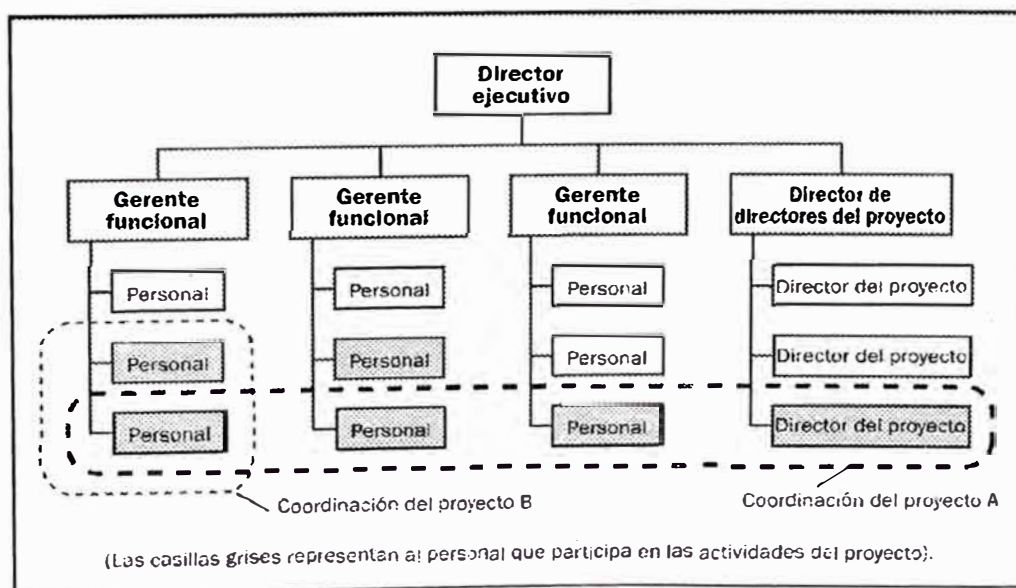 Director
ejecutivo
Gerente
funcional
Gerente
funcional
Gerente
funcional
Director de
directores del proyecto
Personal
Personal
Personal
Director del proyecto
Personal
Personal
Personal
Director del proyecto
Personal
Personal
Personal
Director del proyecto
Coordinación del proyecto B
Coordinación del proyecto A
(Las casillas grises representan al personal que participa en las actividades del proyecto).